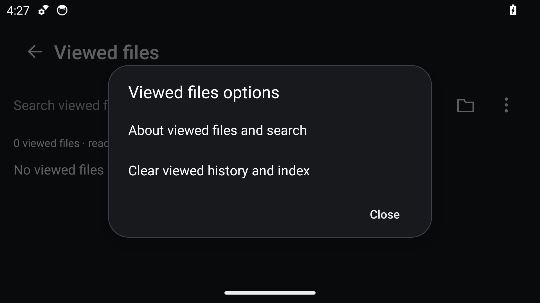 4:27
Viewed files
Search viewed f
0 viewed files · read
No viewed files
Viewed files options
About viewed files and search
Clear viewed history and index
Close